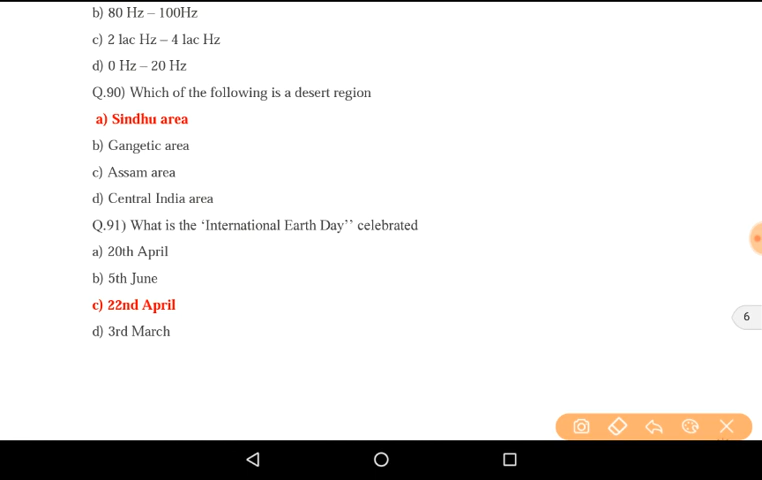 b) 80 Hz – 100Hz
c) 2 lac Hz – 4 lac Hz
d) 0 Hz – 20 Hz
Q.90) Which of the following is a desert region
a) Sindhu area
b) Gangetic area
c) Assam area
d) Central India area
Q.91) What is the ‘International Earth Day’’ celebrated
a) 20th April
b) 5th June
c) 22nd April
6
d) 3rd March